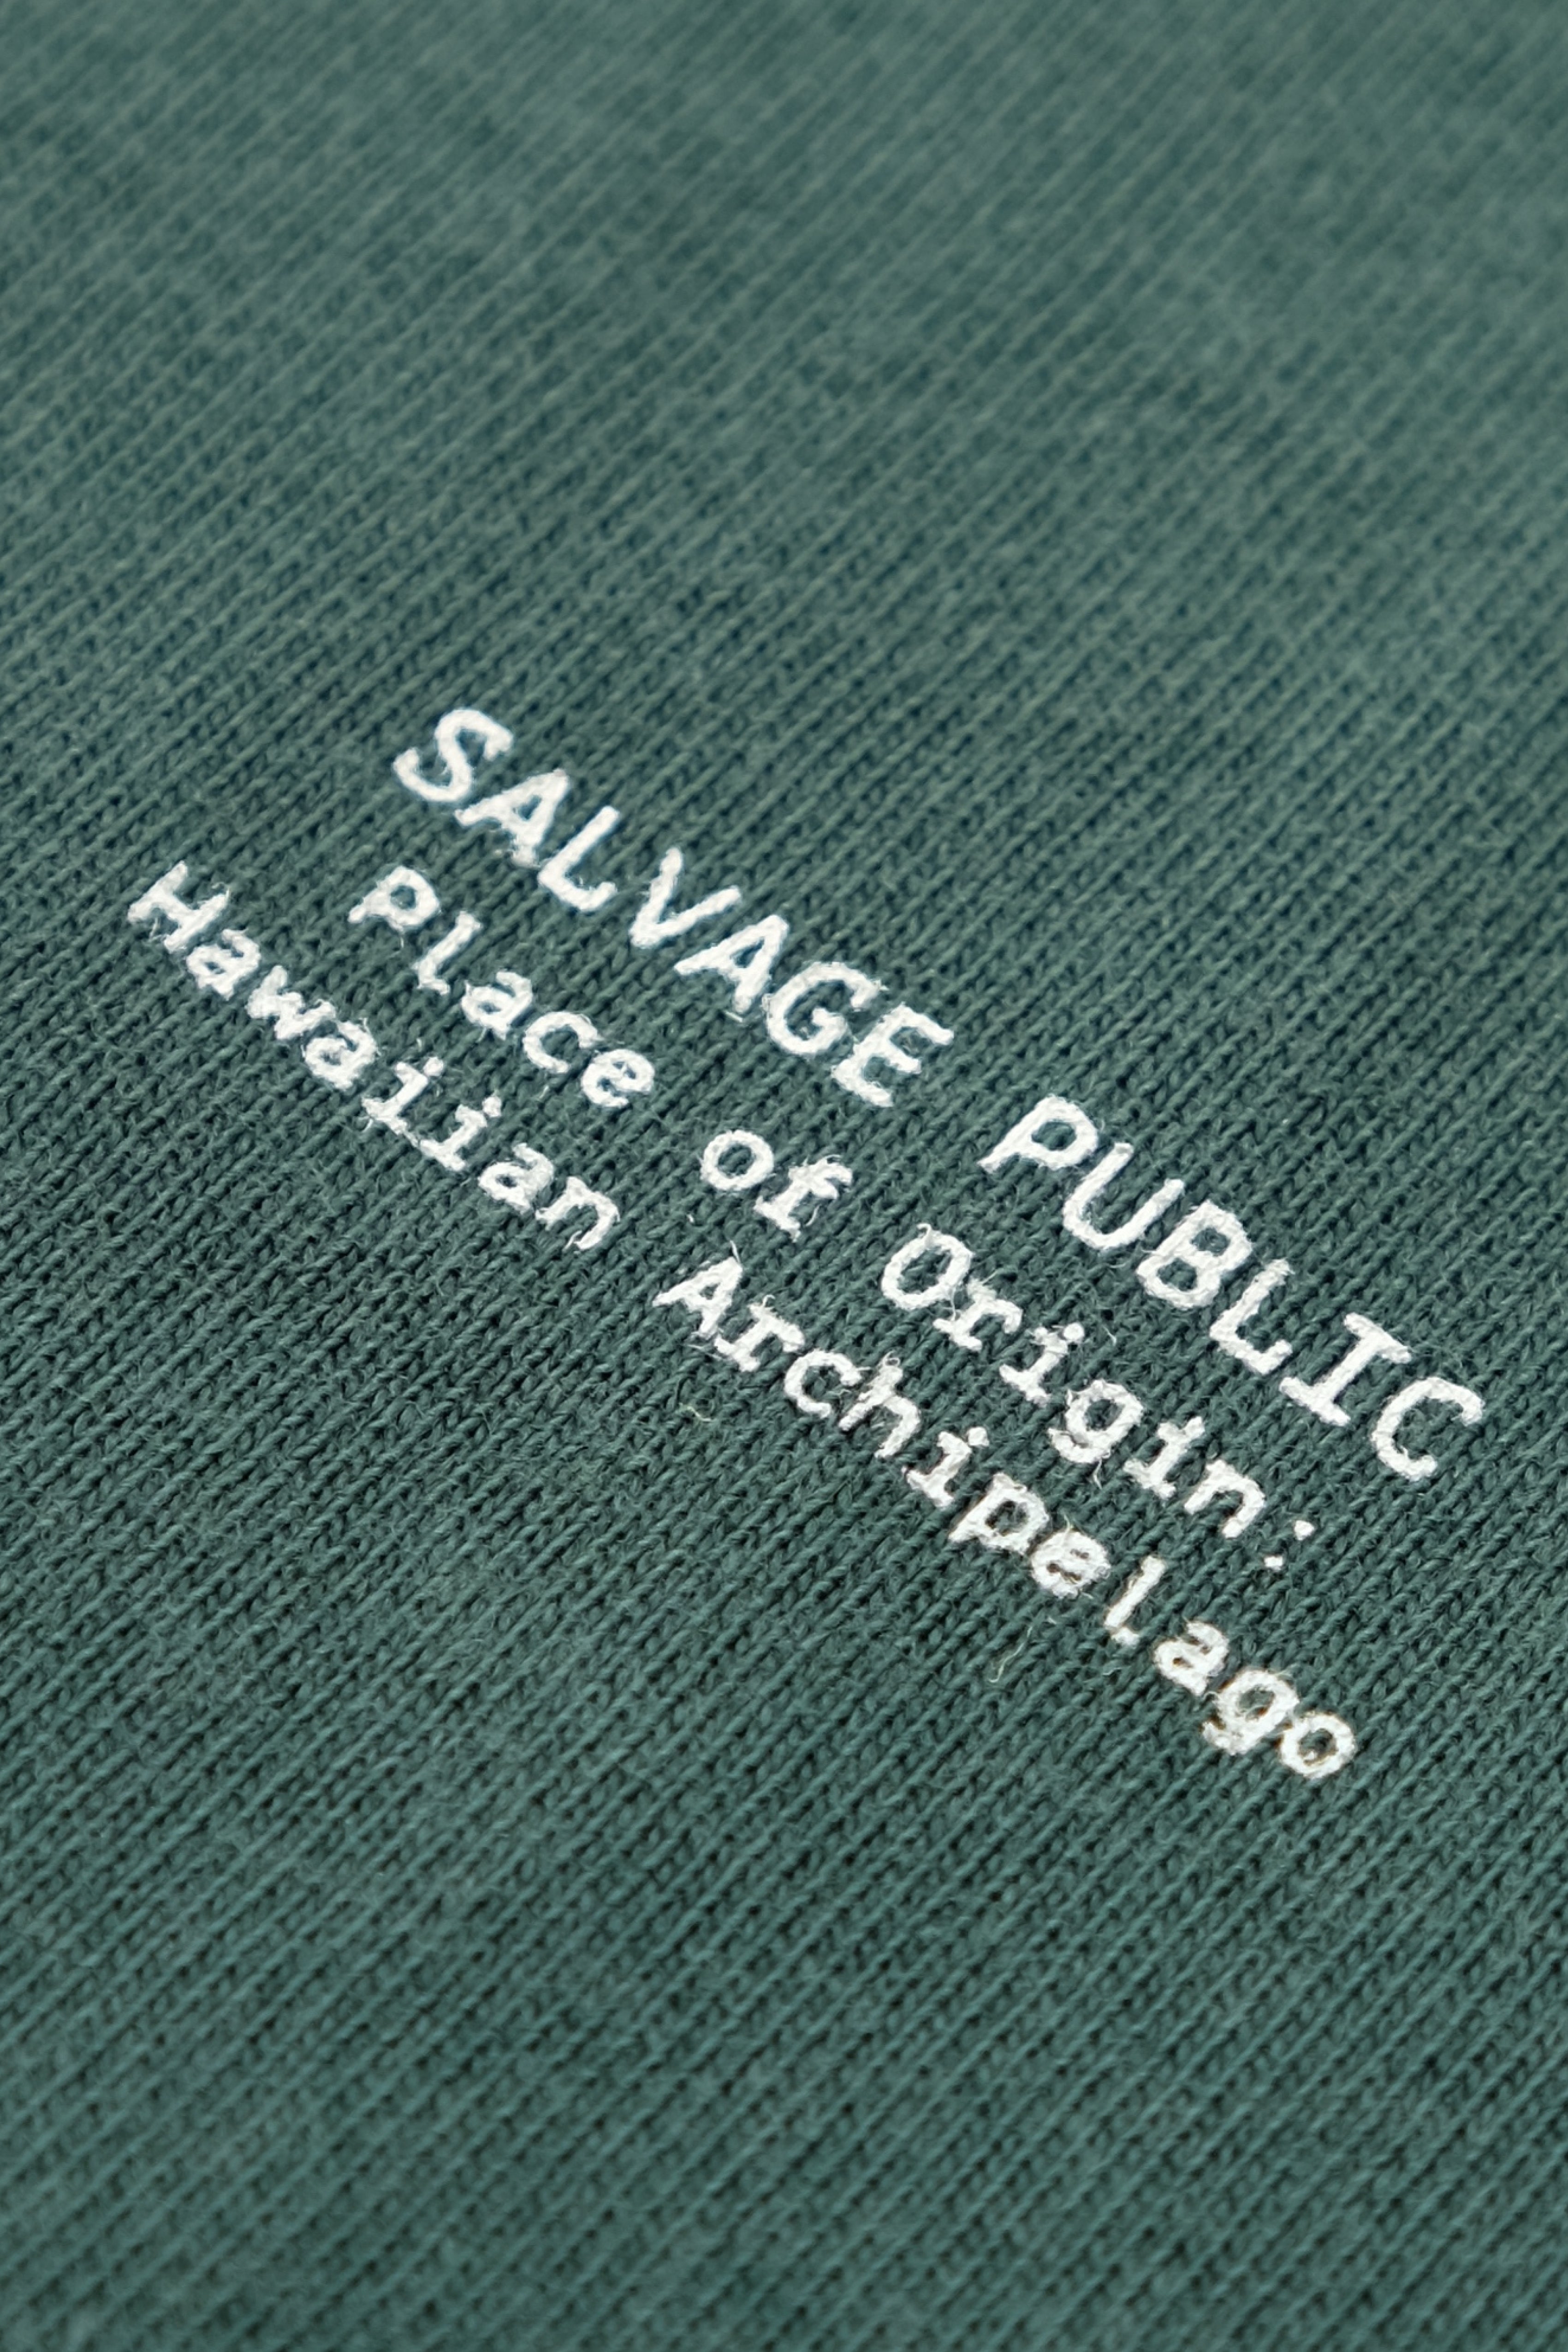 SALVAGE PUBLIC
Place of Origin:
Hawaiian Archipelago